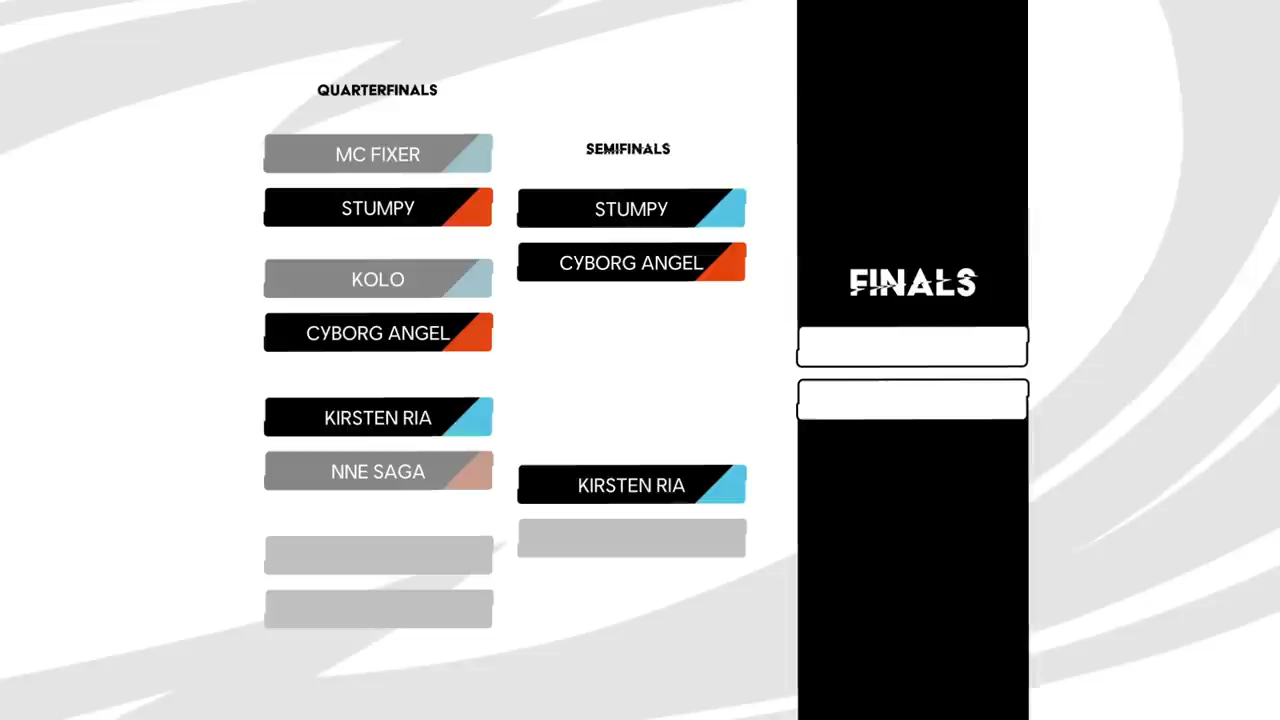 QUARTERFINALS
MC FIXER
STUMPY
KOLO
CYBORG ANGEL
KIRSTEN RIA
NNE SAGA
SEMIFINALS
STUMPY
CYBORG ANGEL
KIRSTEN RIA
FINALS